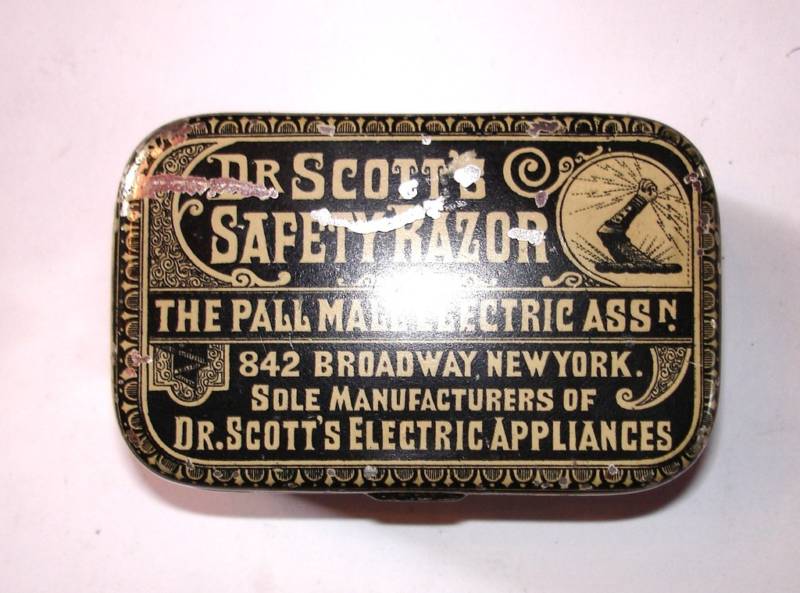 DR SCOTT'S
SAFETY RAZOR
THE PALL MALL ELECTRIC ASSN.
842 BROADWAY, NEW YORK.
SOLE MANUFACTURERS OF
DR. SCOTT'S ELECTRIC APPLIANCES